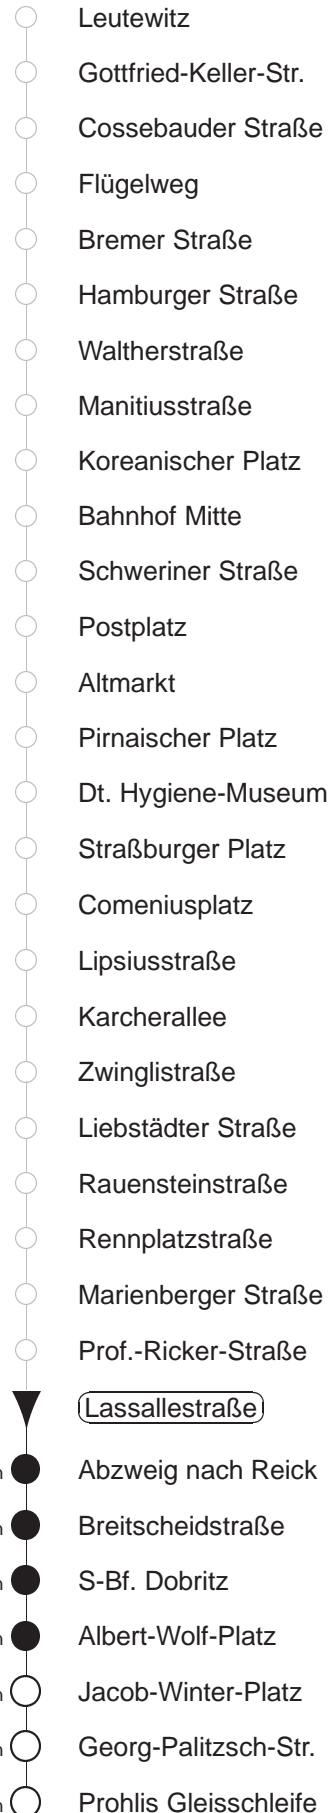 Leutewitz
Gottfried-Keller-Str.
Cossebauder Straße
Flügelweg
Bremer Straße
Hamburger Straße
Waltherstraße
Manitiusstraße
Koreanischer Platz
Bahnhof Mitte
Schweriner Straße
Postplatz
Altmarkt
Pirnaischer Platz
Dt. Hygiene-Museum
Straßburger Platz
Comeniusplatz
Lipsiusstraße
Karcherallee
Zwinglistraße
Liebstädter Straße
Rauensteinstraße
Rennplatzstraße
Marienberger Straße
Prof.-Ricker-Straße
Lassallestraße
Abzweig nach Reick
Breitscheidstraße
S-Bf. Dobritz
Albert-Wolf-Platz
Jacob-Winter-Platz
Georg-Palitzsch-Str.
Prohlis Gleisschleife